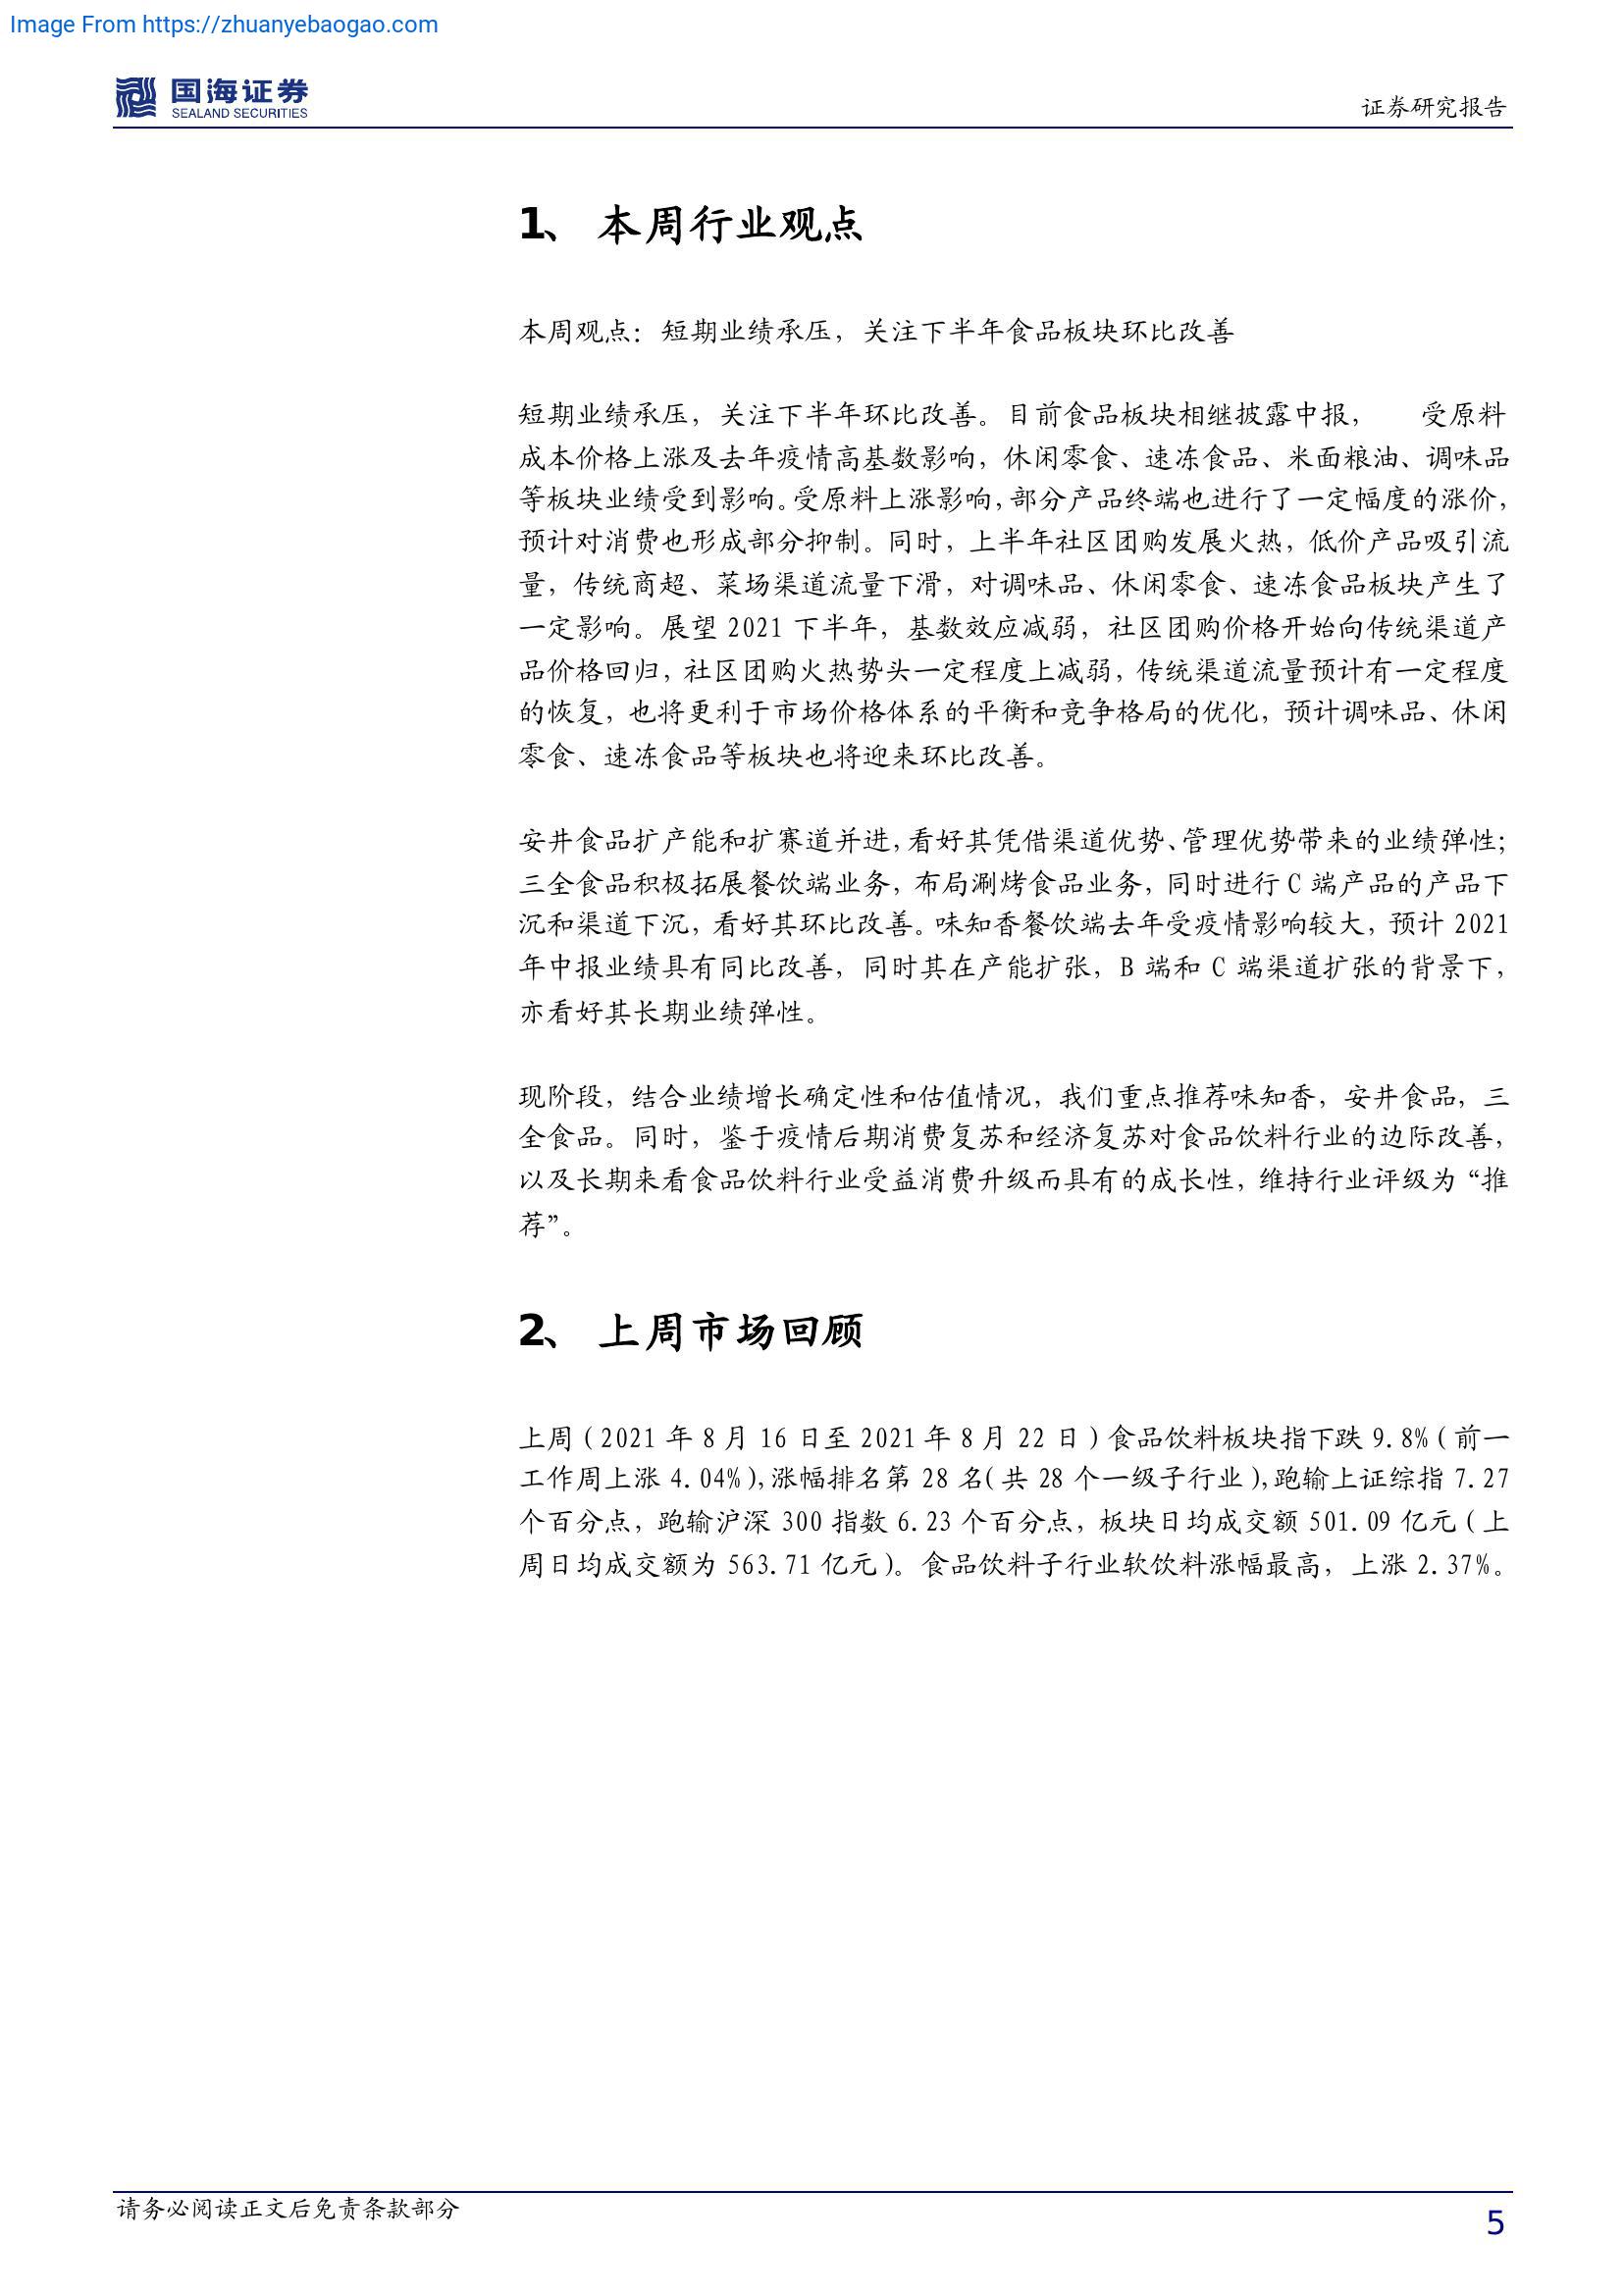 Image From https://zhuanyebaogao.com
国海证券
SEALAND SECURITIES
证券研究报告
1、 本周行业观点
本周观点：短期业绩承压，关注下半年食品板块环比改善
短期业绩承压，关注下半年环比改善。目前食品板块相继披露中报， 受原料
成本价格上涨及去年疫情高基数影响，休闲零食、速冻食品、米面粮油、调味品
等板块业绩受到影响。受原料上涨影响，部分产品终端也进行了一定幅度的涨价，
预计对消费也形成部分抑制。同时，上半年社区团购发展火热，低价产品吸引流
量，传统商超、菜场渠道流量下滑，对调味品、休闲零食、速冻食品板块产生了
一定影响。展望 2021 下半年，基数效应减弱，社区团购价格开始向传统渠道产
品价格回归，社区团购火热势头一定程度上减弱，传统渠道流量预计有一定程度
的恢复，也将更利于市场价格体系的平衡和竞争格局的优化，预计调味品、休闲
零食、速冻食品等板块也将迎来环比改善。
安井食品扩产能和扩赛道并进，看好其凭借渠道优势、管理优势带来的业绩弹性；
三全食品积极拓展餐饮端业务，布局涮烤食品业务，同时进行 C 端产品的产品下
沉和渠道下沉，看好其环比改善。味知香餐饮端去年受疫情影响较大，预计 2021
年中报业绩具有同比改善，同时其在产能扩张，B 端和 C 端渠道扩张的背景下，
亦看好其长期业绩弹性。
现阶段，结合业绩增长确定性和估值情况，我们重点推荐味知香，安井食品，三
全食品。同时，鉴于疫情后期消费复苏和经济复苏对食品饮料行业的边际改善，
以及长期来看食品饮料行业受益消费升级而具有的成长性，维持行业评级为“推
荐”。
2、 上周市场回顾
上周（2021 年 8 月 16 日至 2021 年 8 月 22 日）食品饮料板块指下跌 9.8%（前一
工作周上涨 4.04%），涨幅排名第 28 名（共 28 个一级子行业），跑输上证综指 7.27
个百分点，跑输沪深 300 指数 6.23 个百分点，板块日均成交额 501.09 亿元（上
周日均成交额为 563.71 亿元）。食品饮料子行业软饮料涨幅最高，上涨 2.37%。
请务必阅读正文后免责条款部分
5